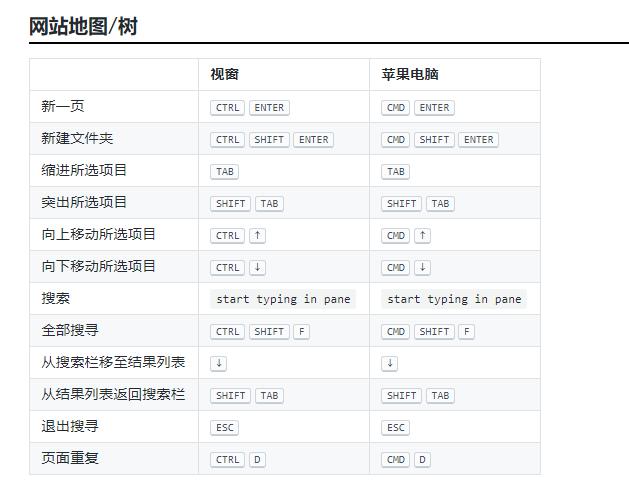 网站地图/树
视窗 苹果电脑
新一页 CTRL ENTER CMD ENTER
新建文件夹 CTRL SHIFT ENTER CMD SHIFT ENTER
缩进所选项目 TAB TAB
突出所选项目 SHIFT TAB SHIFT TAB
向上移动所选项目 CTRL ↑ CMD ↑
向下移动所选项目 CTRL ↓ CMD ↓
搜索 start typing in pane start typing in pane
全部搜寻 CTRL SHIFT F CMD SHIFT F
从搜索栏移至结果列表 ↓ ↓
从结果列表返回搜索栏 SHIFT TAB SHIFT TAB
退出搜寻 ESC ESC
页面重复 CTRL D CMD D